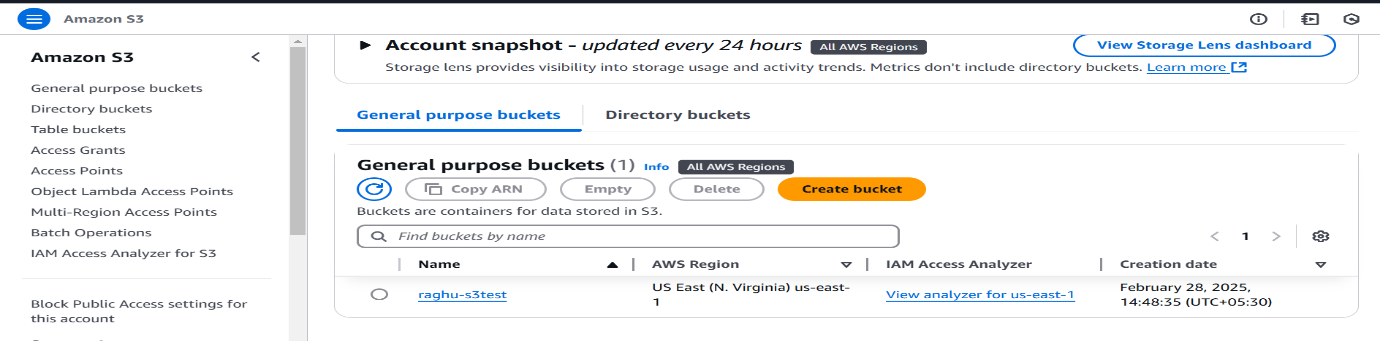 Amazon S3
Amazon S3
General purpose buckets
Directory buckets
Table buckets
Access Grants
Access Points
Object Lambda Access Points
Multi-Region Access Points
Batch Operations
IAM Access Analyzer for S3
Block Public Access settings for
this account
Account snapshot - updated every 24 hours All AWS Regions
View Storage Lens dashboard
Storage lens provides visibility into storage usage and activity trends. Metrics don't include directory buckets. Learn more
General purpose buckets Directory buckets
General purpose buckets (1) Info All AWS Regions
Copy ARN Empty Delete Create bucket
Buckets are containers for data stored in S3.
Find buckets by name 1
Name AWS Region IAM Access Analyzer Creation date
raghu-s3test US East (N. Virginia) us-east-1 View analyzer for us-east-1 February 28, 2025, 14:48:35 (UTC+05:30)